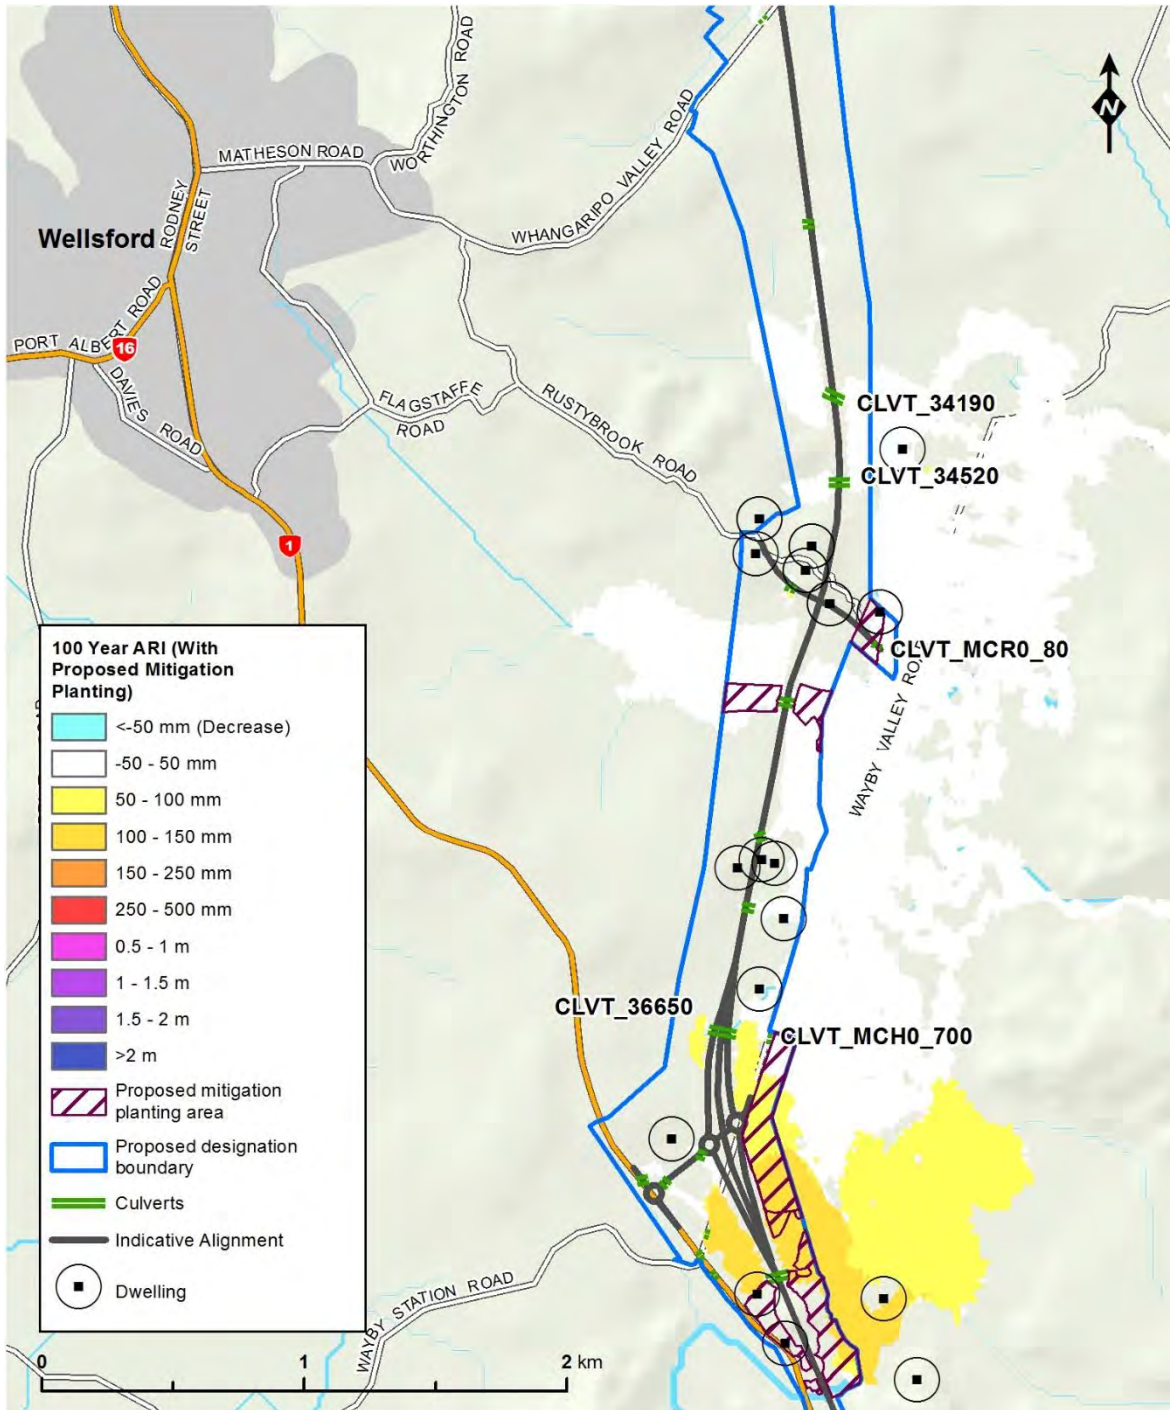 N
MATHESON ROAD
WORTHINGTON ROAD
WHANGARIPO VALLEY ROAD
RODNEY
STREET
Wellsford
PORT ALBERT ROAD
16
DAVIES ROAD
FLAGSTAFFE
ROAD
RUSTYBROOK ROAD
CLVT_34190
CLVT_34520
1
CLVT_MCR0_80
WAYBY VALLEY ROAD
100 Year ARI (With
Proposed Mitigation
Planting)
<-50 mm (Decrease)
-50 - 50 mm
50 - 100 mm
100 - 150 mm
150 - 250 mm
250 - 500 mm
0.5 - 1 m
1 - 1.5 m
1.5 - 2 m
>2 m
Proposed mitigation
planting area
Proposed designation
boundary
Culverts
Indicative Alignment
Dwelling
CLVT_36650
CLVT_MCH0_700
WAYBY STATION ROAD
0 1 2 km